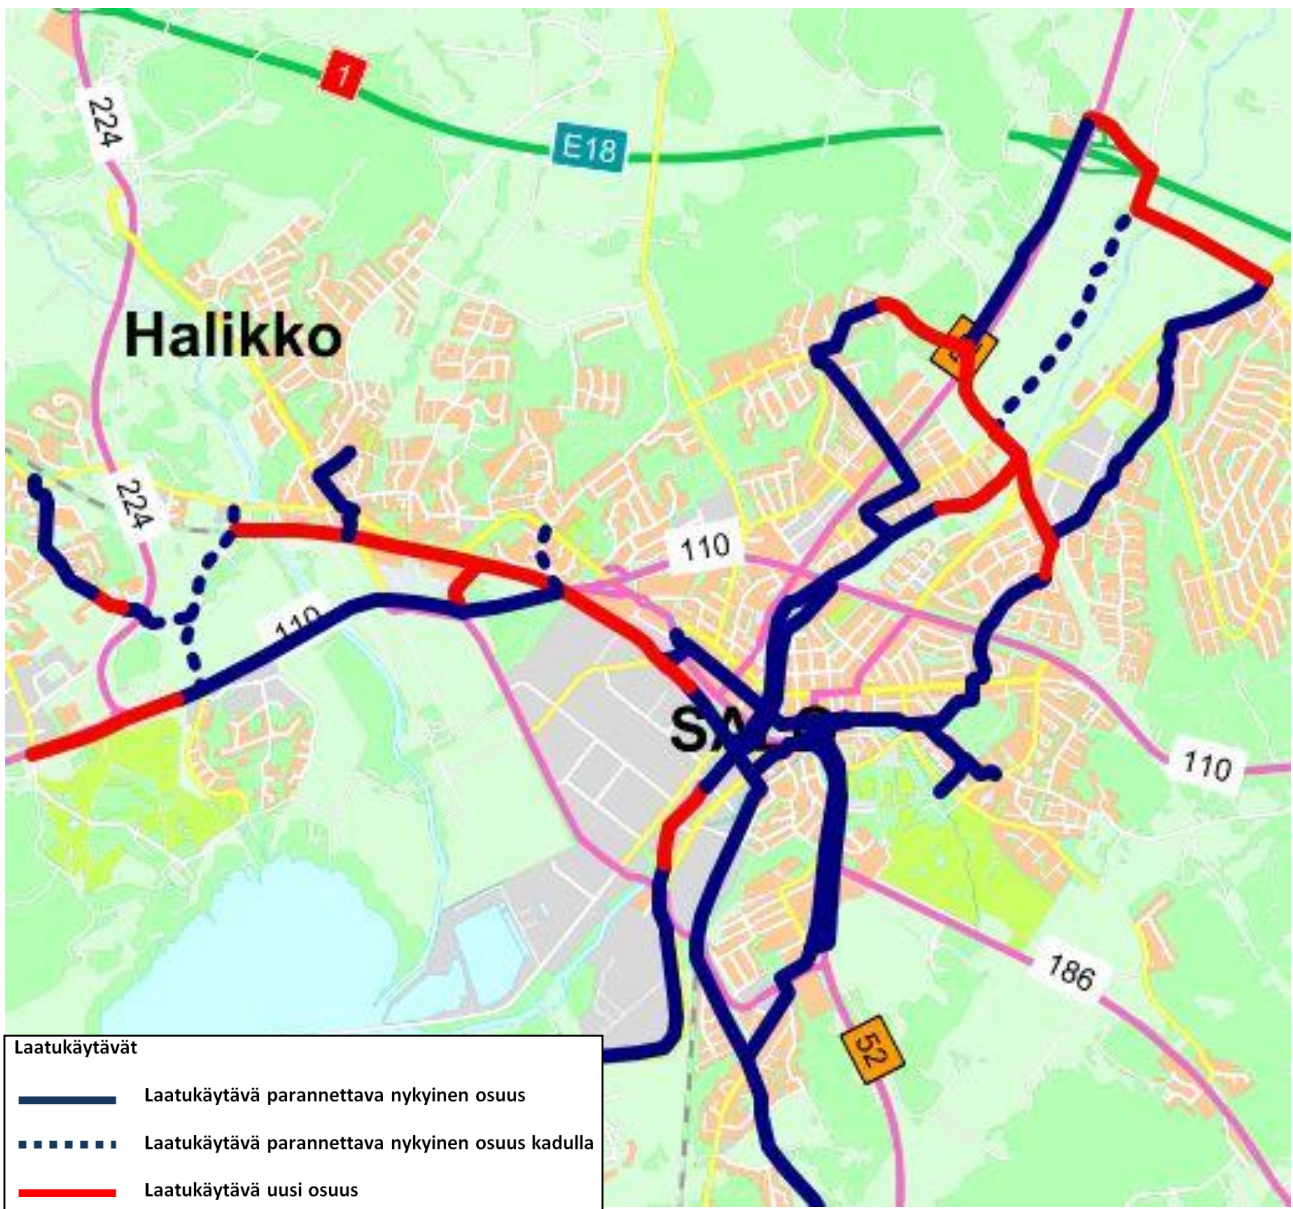 1
224
E18
Halikko
110
224
110
SALO
110
186
52
Laatukäytävät
Laatukäytävä parannettava nykyinen osuus
Laatukäytävä parannettava nykyinen osuus kadulla
Laatukäytävä uusi osuus